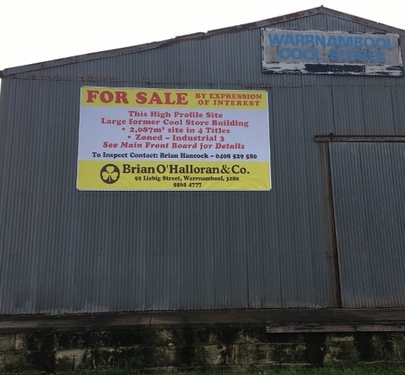 WARRNAMBOOL
COOL STORES
FOR SALE BY EXPRESSION OF INTEREST
This High Profile Site
Large former Cool Store Building
• 2,087m² site in 4 Titles
• Zoned – Industrial 3
See Main Front Board for Details
To Inspect Contact: Brian Hancock – 0408 529 580
Brian O'Halloran & Co.
92 Liebig Street, Warrnambool, 3280
5562 4777